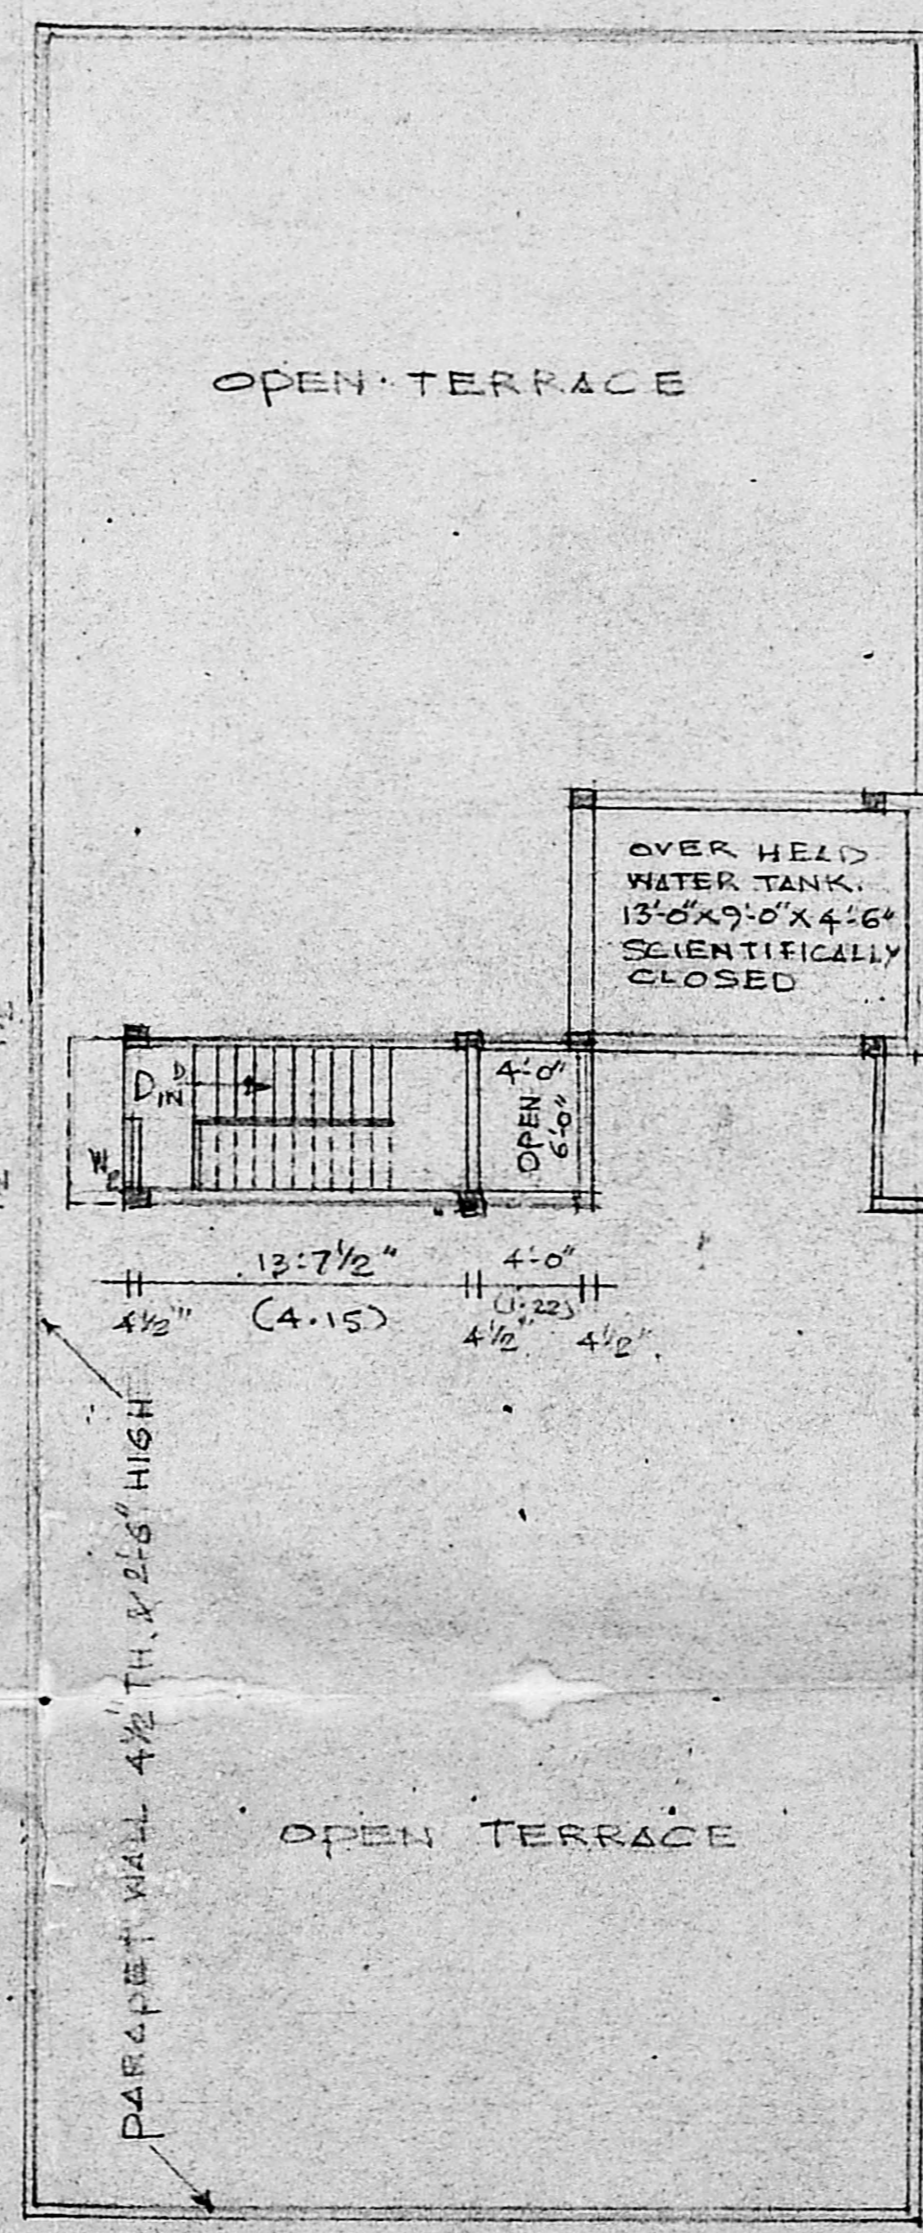 OPEN TERRACE
OVER HEAD
WATER TANK.
13'-0"x9'-0"x4'-6"
SCIENTIFICALLY
CLOSED
D
D
IN
4'-0"
OPEN
6'-0"
13'-7½"
4'-0"
(4.15)
(1.22)
4½"
4½"
4½"
PARAPET WALL 4½" TH. & 2'-6" HIGH
OPEN TERRACE